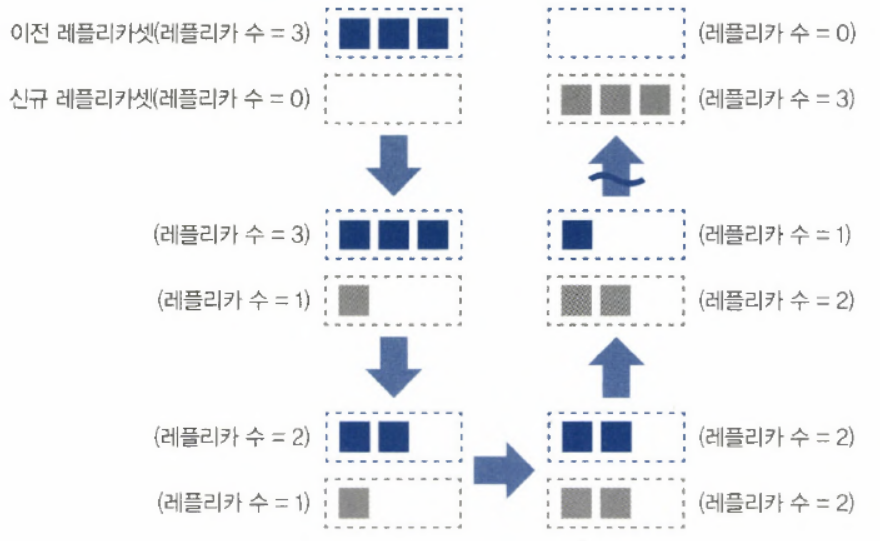 이전 레플리카셋(레플리카 수 = 3)
신규 레플리카셋(레플리카 수 = 0)
(레플리카 수 = 3)
(레플리카 수 = 1)
(레플리카 수 = 2)
(레플리카 수 = 1)
(레플리카 수 = 2)
(레플리카 수 = 2)
(레플리카 수 = 1)
(레플리카 수 = 2)
(레플리카 수 = 0)
(레플리카 수 = 3)